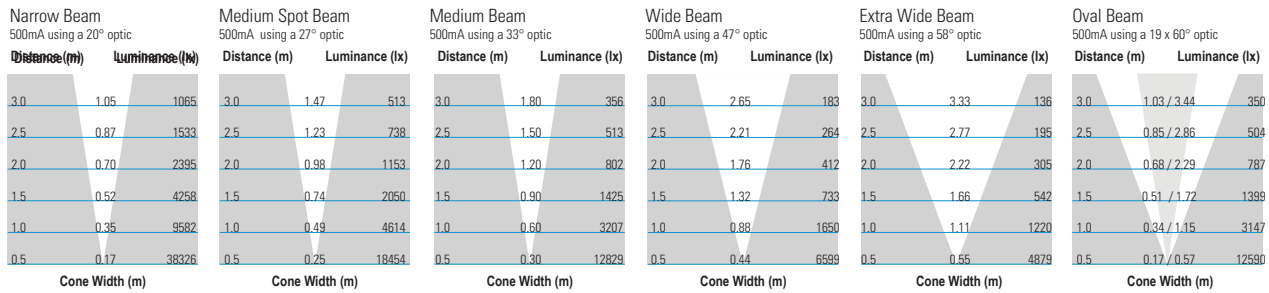 Narrow Beam
500mA using a 20° optic
Distance (m) Luminance (lx)
Distance (m) Luminance (lx)
3.0 1.05 1065
2.5 0.87 1533
2.0 0.70 2395
1.5 0.52 4258
1.0 0.35 9582
0.5 0.17 38326
Cone Width (m)
Medium Spot Beam
500mA using a 27° optic
Distance (m) Luminance (lx)
3.0 1.47 513
2.5 1.23 738
2.0 0.98 1153
1.5 0.74 2050
1.0 0.49 4614
0.5 0.25 18454
Cone Width (m)
Medium Beam
500mA using a 33° optic
Distance (m) Luminance (lx)
3.0 1.80 356
2.5 1.50 513
2.0 1.20 802
1.5 0.90 1425
1.0 0.60 3207
0.5 0.30 12829
Cone Width (m)
Wide Beam
500mA using a 47° optic
Distance (m) Luminance (lx)
3.0 2.65 183
2.5 2.21 264
2.0 1.76 412
1.5 1.32 733
1.0 0.88 1650
0.5 0.44 6599
Cone Width (m)
Extra Wide Beam
500mA using a 58° optic
Distance (m) Luminance (lx)
3.0 3.33 136
2.5 2.77 195
2.0 2.22 305
1.5 1.66 542
1.0 1.11 1220
0.5 0.55 4879
Cone Width (m)
Oval Beam
500mA using a 19 x 60° optic
Distance (m) Luminance (lx)
3.0 1.03 / 3.44 350
2.5 0.85 / 2.86 504
2.0 0.68 / 2.29 787
1.5 0.51 / 1.72 1399
1.0 0.34 / 1.15 3147
0.5 0.17 / 0.57 12590
Cone Width (m)